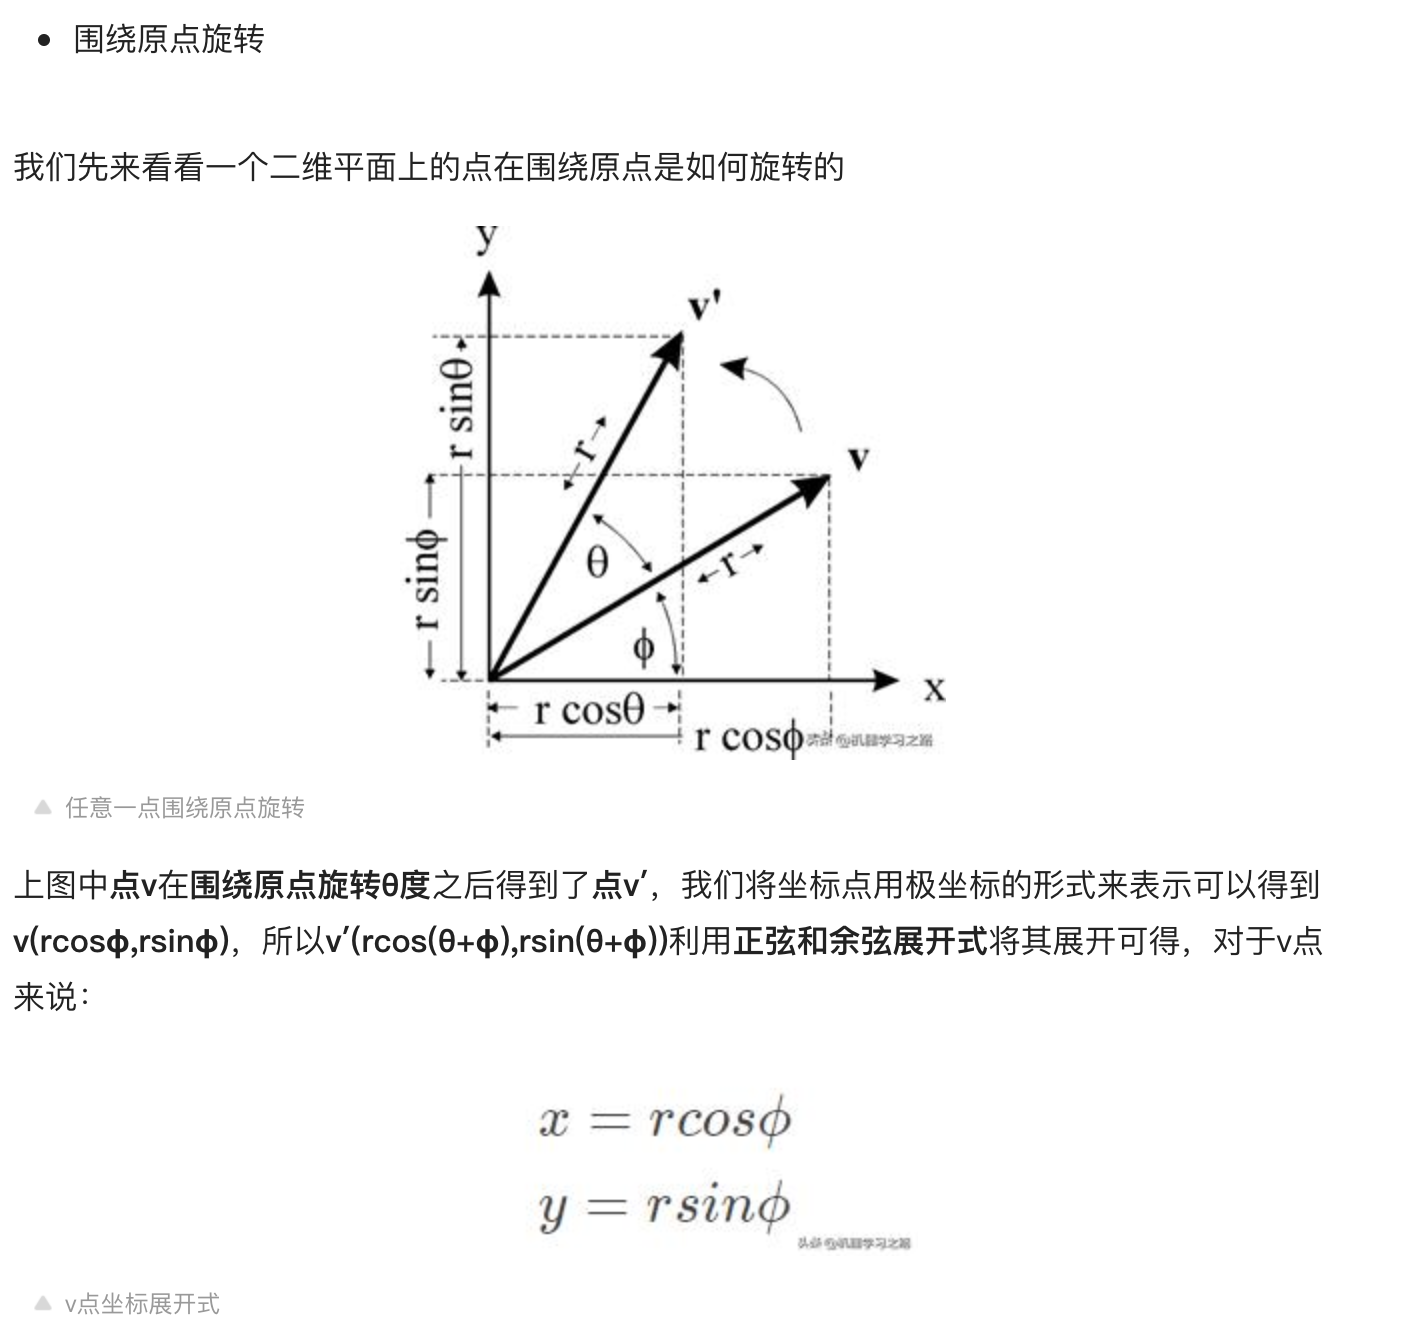 围绕原点旋转
我们先来看看一个二维平面上的点在围绕原点是如何旋转的
y
v'
r sinθ
r
v
θ
r
r sinϕ
ϕ
x
r cosθ
r cosϕ
头条 @机器学习之路
任意一点围绕原点旋转
上图中点v在围绕原点旋转θ度之后得到了点v′，我们将坐标点用极坐标的形式来表示可以得到
v(rcosϕ,rsinϕ)，所以v′(rcos(θ+ϕ),rsin(θ+ϕ))利用正弦和余弦展开式将其展开可得，对于v点
来说：
x = rcosϕ
y = rsinϕ
头条 @机器学习之路
v点坐标展开式